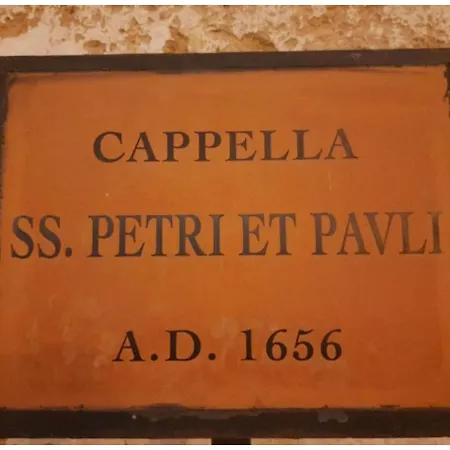 CAPPELLA
SS. PETRI ET PAVLI
A.D. 1656